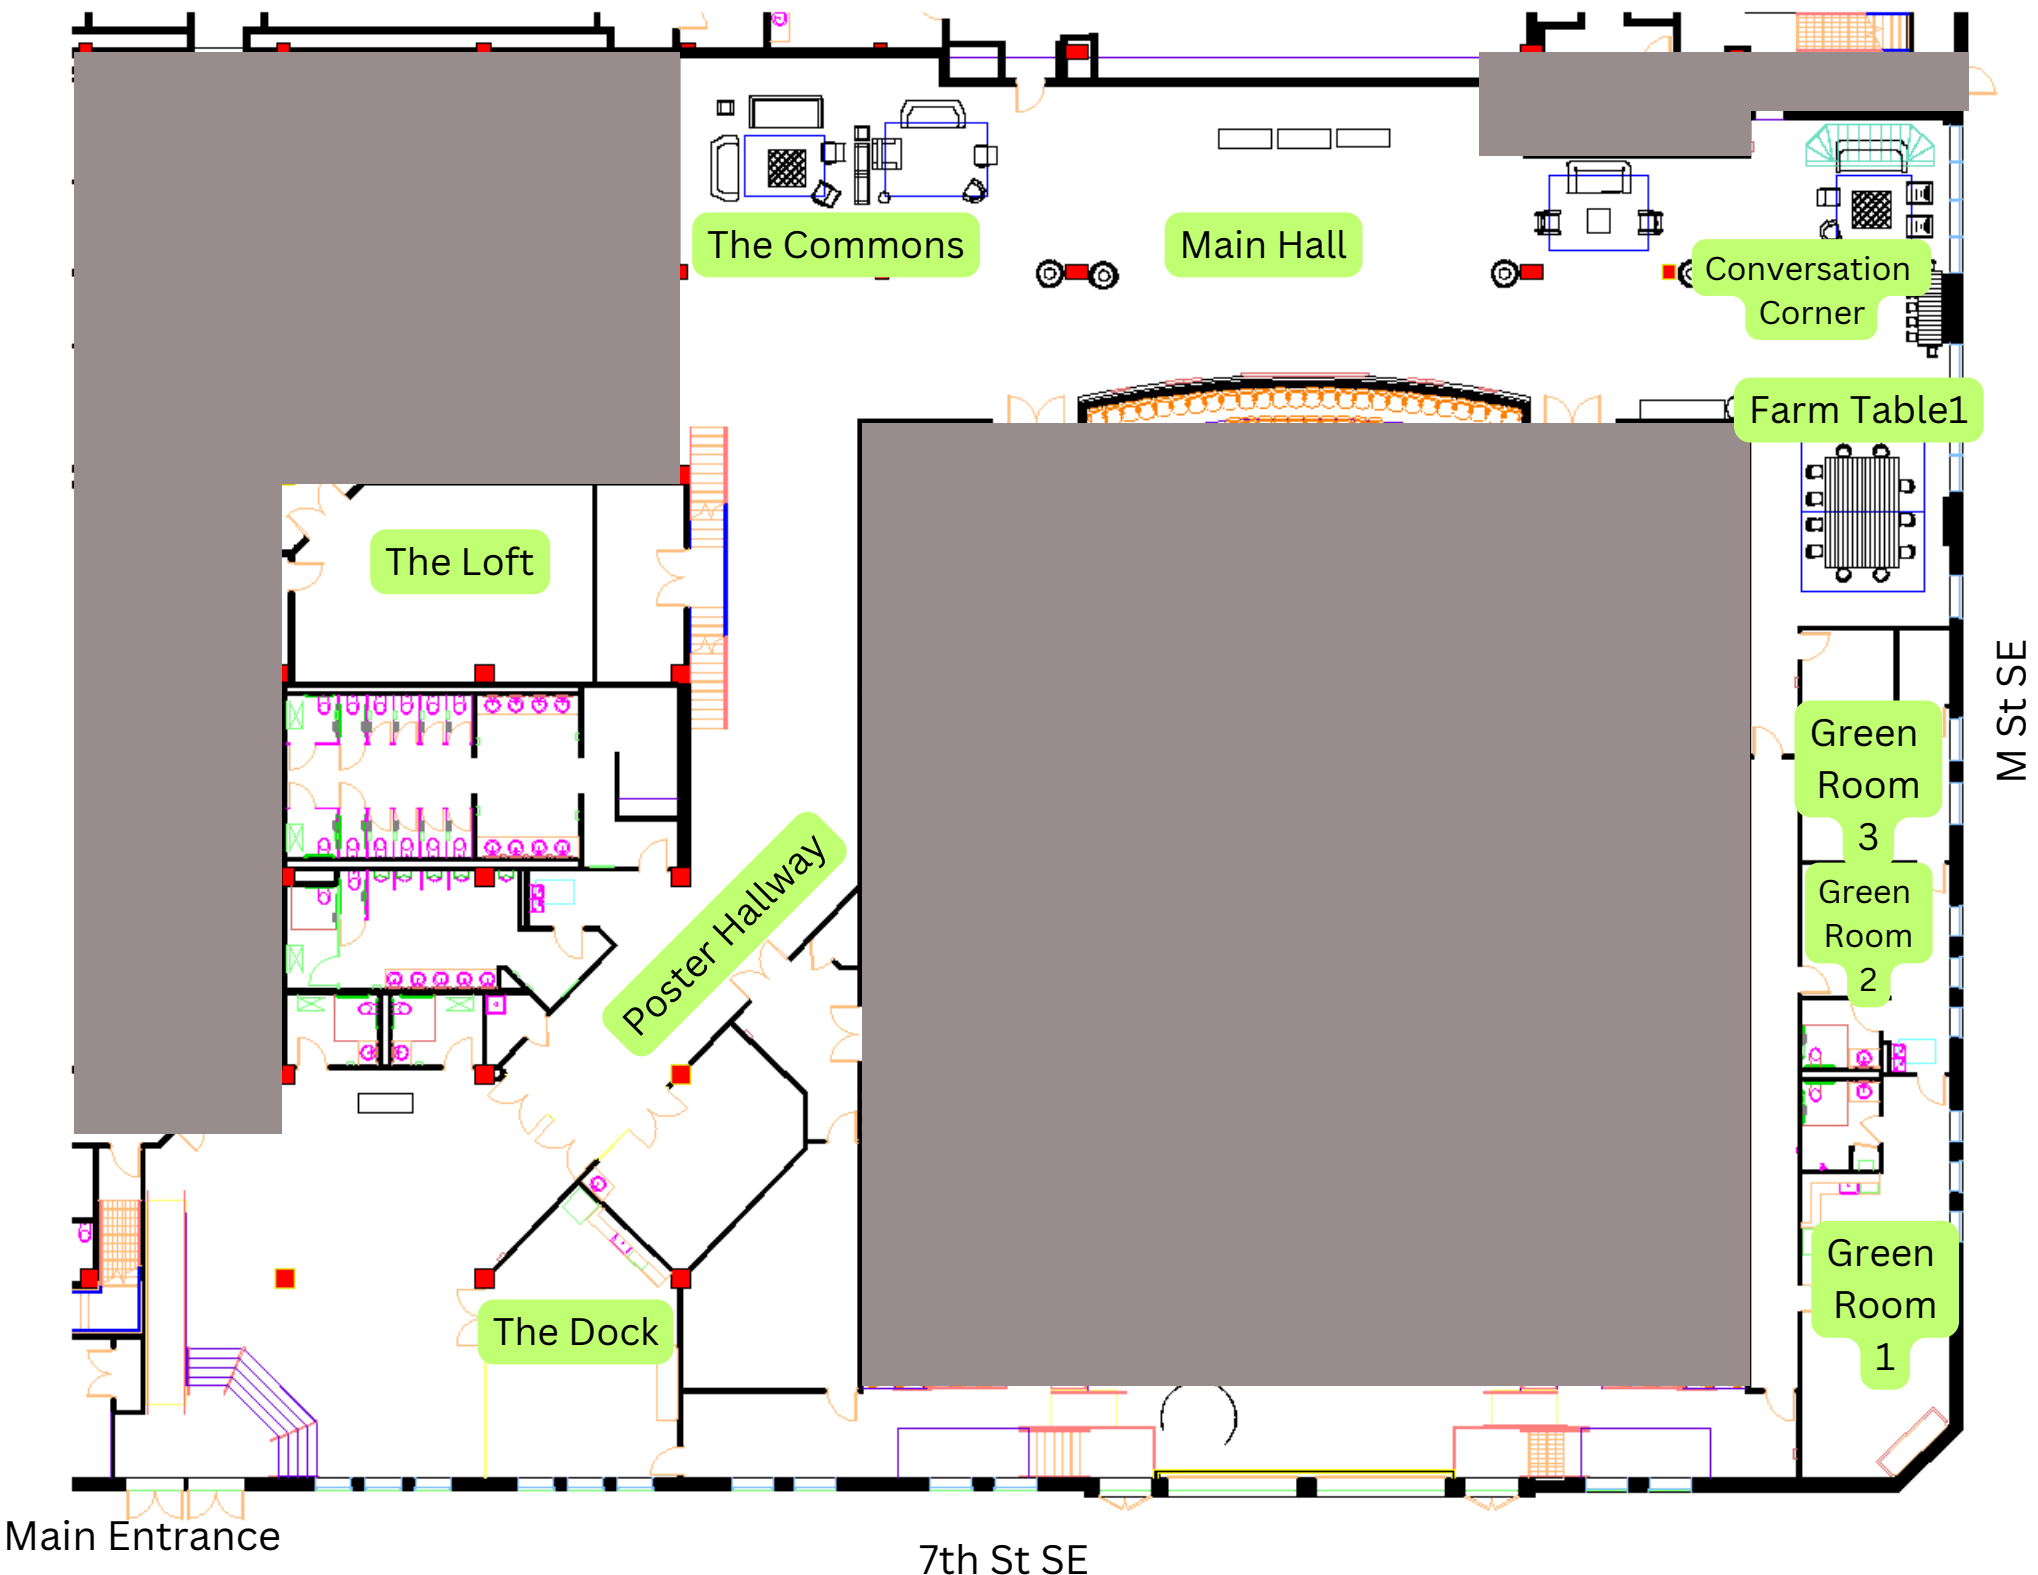 The Commons
Main Hall
Conversation
Corner
Farm Table1
The Loft
M St SE
Green
Room
3
Poster Hallway
Green
Room
2
Green
Room
1
The Dock
Main Entrance
7th St SE